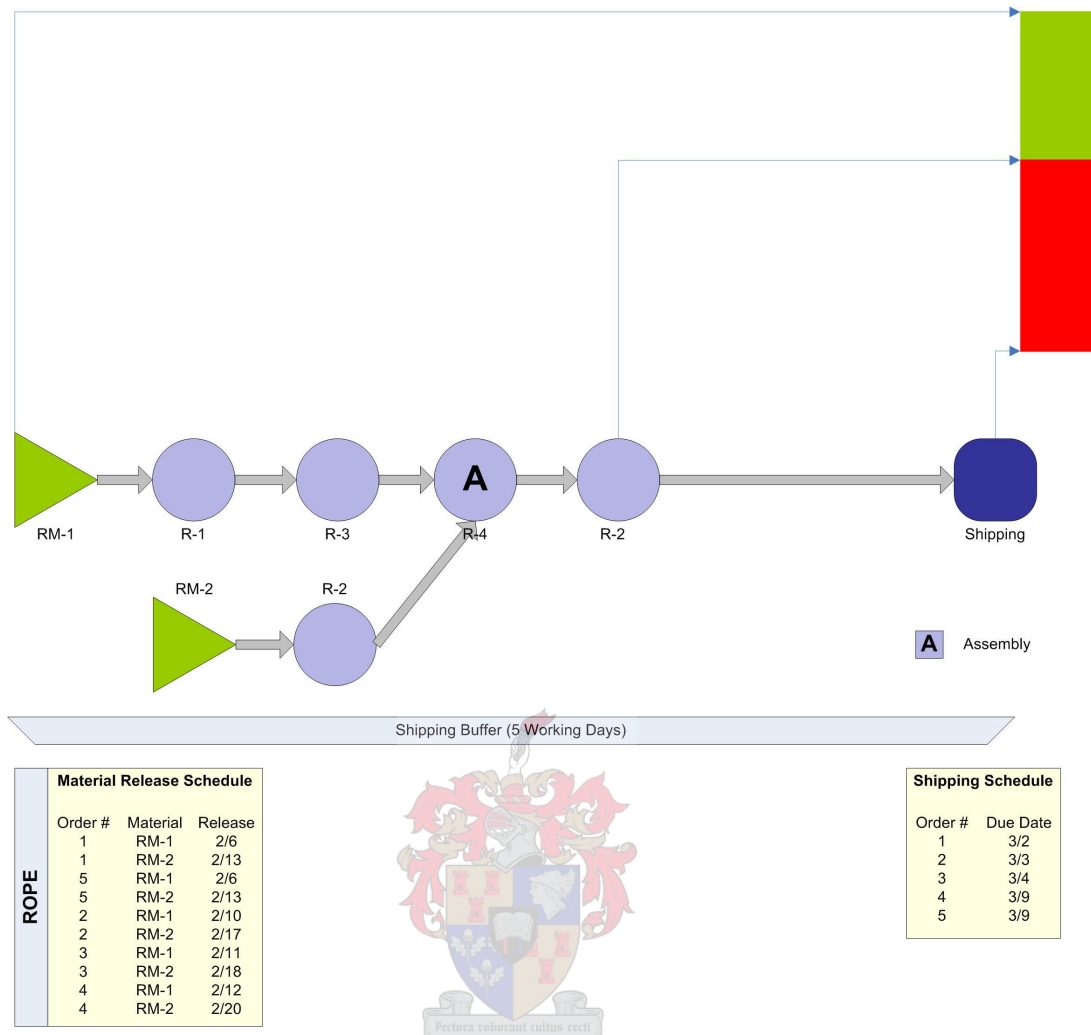 A
RM-1
R-1
R-3
R-4
R-2
Shipping
RM-2
R-2
A Assembly
Shipping Buffer (5 Working Days)
ROPE
Material Release Schedule
Order # Material Release
1 RM-1 2/6
1 RM-2 2/13
5 RM-1 2/6
5 RM-2 2/13
2 RM-1 2/10
2 RM-2 2/17
3 RM-1 2/11
3 RM-2 2/18
4 RM-1 2/12
4 RM-2 2/20
Shipping Schedule
Order # Due Date
1 3/2
2 3/3
3 3/4
4 3/9
5 3/9
Pectora roborant cultus recti